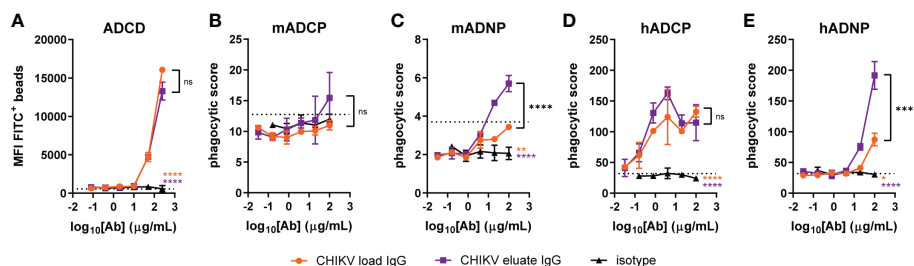 A ADCD
MFI FITC+ beads
20000
15000
10000
5000
0
ns
****
****
-2 -1 0 1 2 3
log10[Ab] (μg/mL)
B mADCP
phagocytic score
25
20
15
10
5
0
ns
-2 -1 0 1 2 3
log10[Ab] (μg/mL)
C mADNP
phagocytic score
8
6
4
2
0
****
**
****
-2 -1 0 1 2 3
log10[Ab] (μg/mL)
D hADCP
phagocytic score
250
200
150
100
50
0
ns
****
****
-2 -1 0 1 2 3
log10[Ab] (μg/mL)
E hADNP
phagocytic score
250
200
150
100
50
0
***
*
****
-2 -1 0 1 2 3
log10[Ab] (μg/mL)
CHIKV load IgG CHIKV eluate IgG isotype